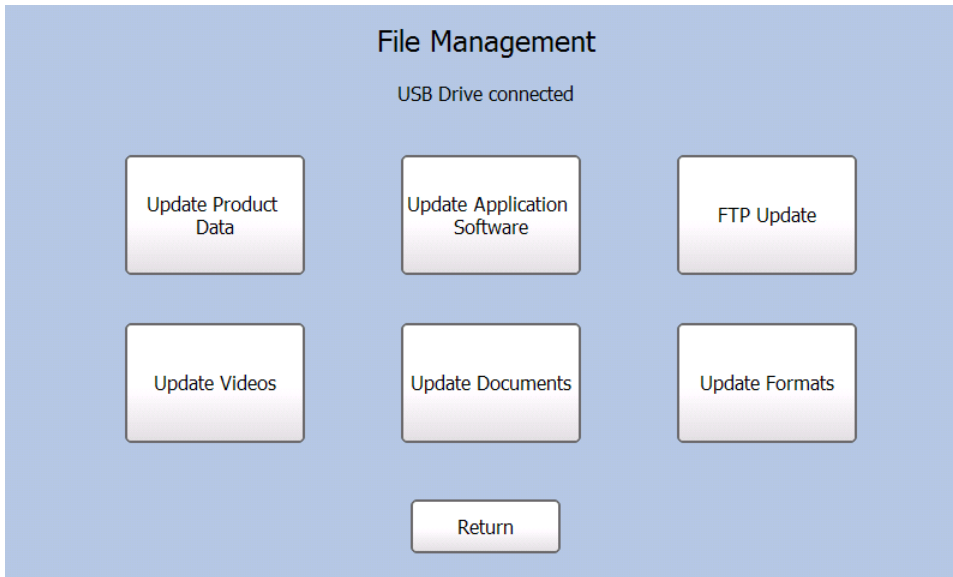 File Management
USB Drive connected
Update Product
Data
Update Application
Software
FTP Update
Update Videos
Update Documents
Update Formats
Return